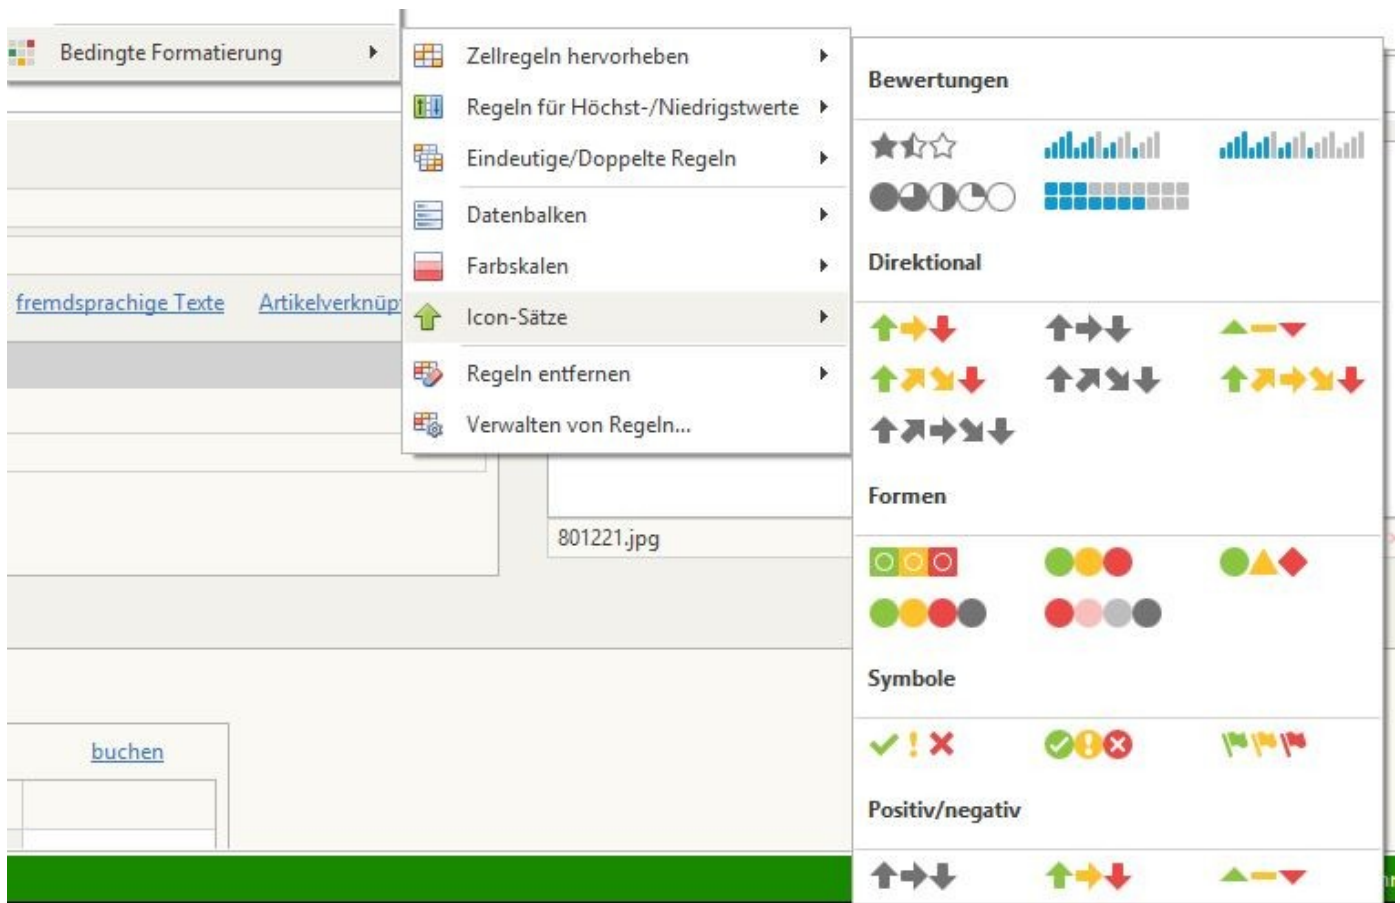 Bedingte Formatierung
Zellregeln hervorheben
Regeln für Höchst-/Niedrigstwerte
Eindeutige/Doppelte Regeln
Datenbalken
Farbskalen
Icon-Sätze
Regeln entfernen
Verwalten von Regeln...
Bewertungen
Direktional
Formen
Symbole
Positiv/negativ
fremdsprachige Texte
801221.jpg
buchen